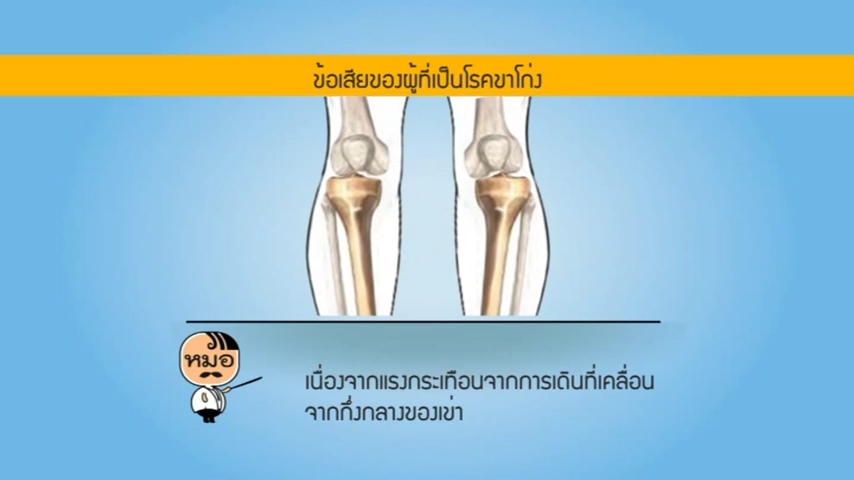 ข้อเสียของผู้ที่เป็นโรคขาโก่ง
หมอ
เนื่องจากแรงกระเทือนจากการเดินที่เคลื่อน
จากกึ่งกลางของเข่า